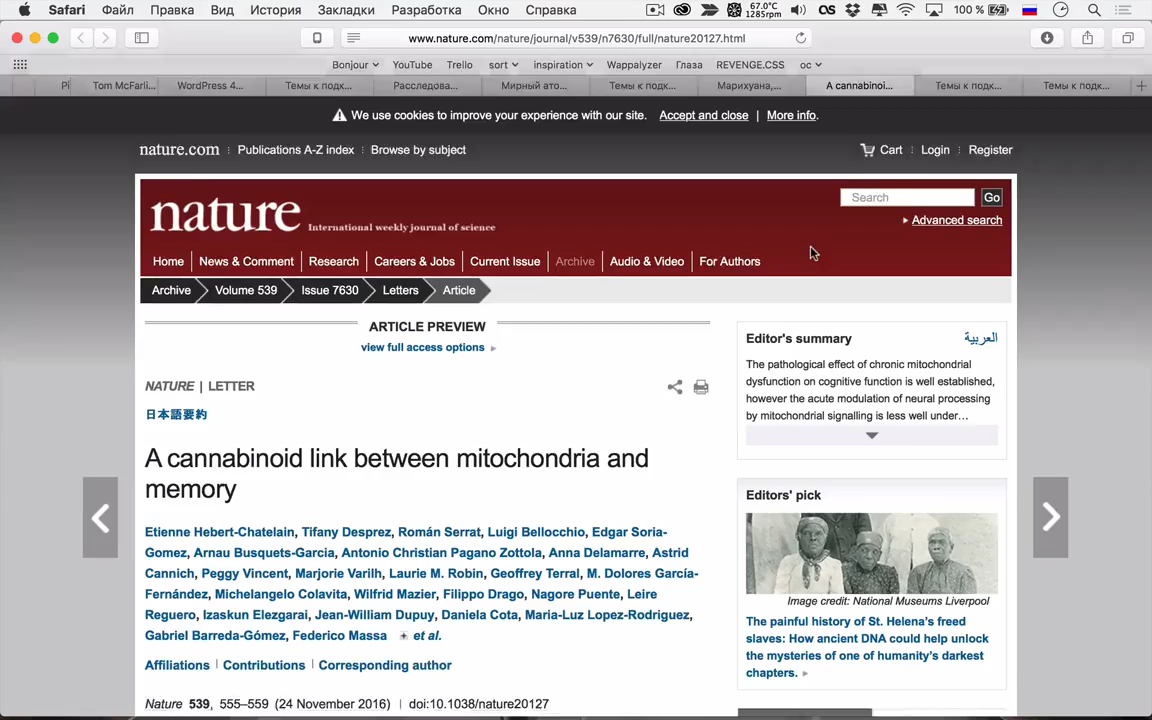 Safari Файл Правка Вид История Закладки Разработка Окно Справка 67.0°C 1285rpm 100 %
www.nature.com/nature/journal/v539/n7630/full/nature20127.html
Bonjour YouTube Trello sort inspiration Wappalyzer Глаза REVENGE.CSS ос
Pi Tom McFarli... WordPress 4... Темы к подк... Расследова... Мирный ато... Темы к подк... Марихуана,... A cannabinoi... Темы к подк... Темы к подк...
We use cookies to improve your experience with our site. Accept and close | More info.
nature.com Publications A-Z index Browse by subject Cart Login Register
Search Go
nature International weekly journal of science
Advanced search
Home News & Comment Research Careers & Jobs Current Issue Archive Audio & Video For Authors
Archive Volume 539 Issue 7630 Letters Article
ARTICLE PREVIEW
view full access options
NATURE | LETTER
日本語要約
A cannabinoid link between mitochondria and
memory
Etienne Hebert-Chatelain, Tifany Desprez, Román Serrat, Luigi Bellocchio, Edgar Soria-
Gomez, Arnau Busquets-Garcia, Antonio Christian Pagano Zottola, Anna Delamarre, Astrid
Cannich, Peggy Vincent, Marjorie Varilh, Laurie M. Robin, Geoffrey Terral, M. Dolores García-
Fernández, Michelangelo Colavita, Wilfrid Mazier, Filippo Drago, Nagore Puente, Leire
Reguero, Izaskun Elezgarai, Jean-William Dupuy, Daniela Cota, Maria-Luz Lopez-Rodriguez,
Gabriel Barreda-Gómez, Federico Massa + et al.
Affiliations | Contributions | Corresponding author
Nature 539, 555–559 (24 November 2016) | doi:10.1038/nature20127
Editor's summary العربية
The pathological effect of chronic mitochondrial
dysfunction on cognitive function is well established,
however the acute modulation of neural processing
by mitochondrial signalling is less well under…
Editors' pick
Image credit: National Museums Liverpool
The painful history of St. Helena's freed
slaves: How ancient DNA could help unlock
the mysteries of one of humanity's darkest
chapters.